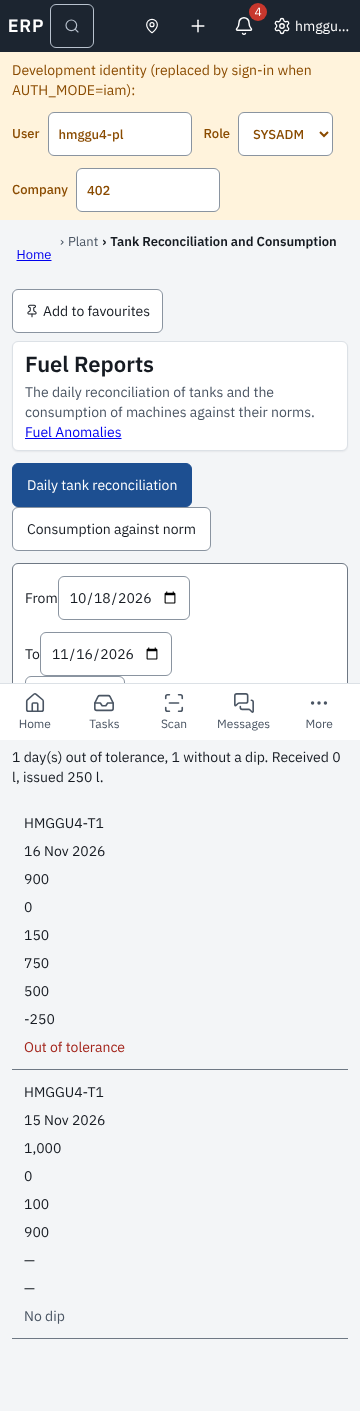 ERP
4
hmggu...
Development identity (replaced by sign-in when
AUTH_MODE=iam):
User
hmggu4-pl
Role
SYSADM
Company
402
Home
› Plant › Tank Reconciliation and Consumption
Add to favourites
Fuel Reports
The daily reconciliation of tanks and the
consumption of machines against their norms.
Fuel Anomalies
Daily tank reconciliation
Consumption against norm
From
10/18/2026
To
11/16/2026
Home
Tasks
Scan
Messages
More
1 day(s) out of tolerance, 1 without a dip. Received 0
l, issued 250 l.
HMGGU4-T1
16 Nov 2026
900
0
150
750
500
-250
Out of tolerance
HMGGU4-T1
15 Nov 2026
1,000
0
100
900
—
—
No dip